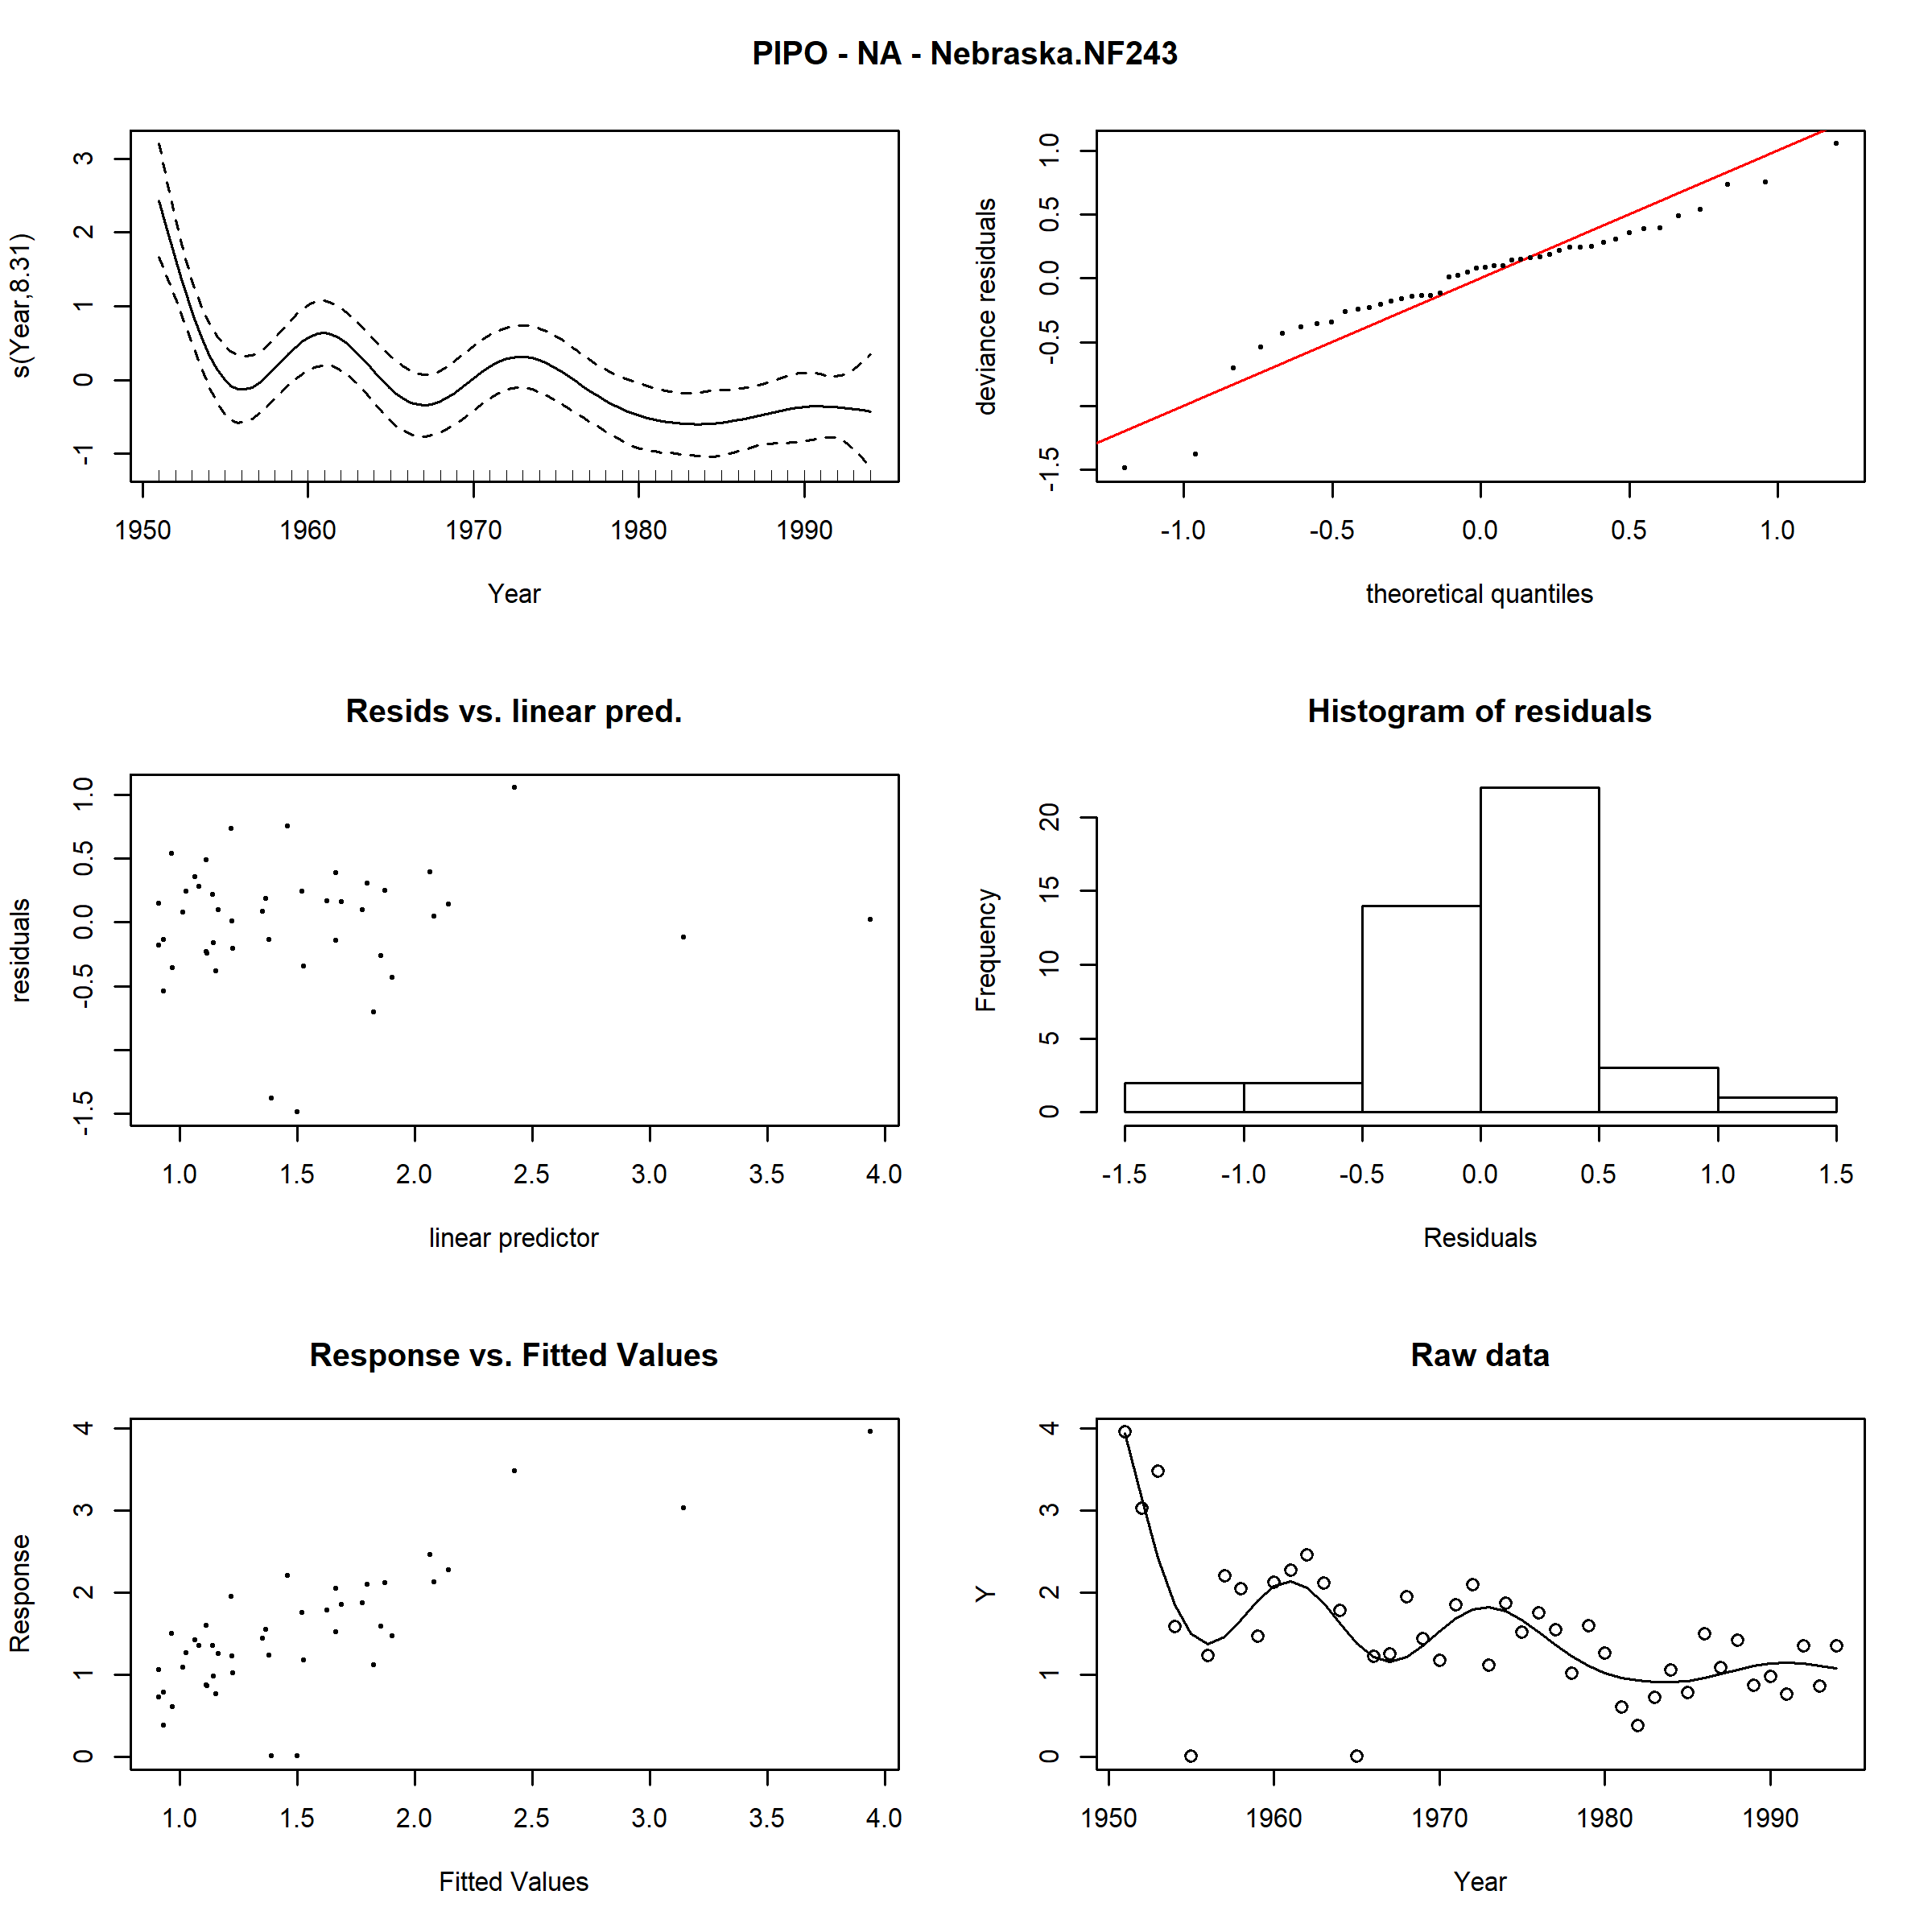 PIPO - NA - Nebraska.NF243
s(Year,8.31)
3
2
1
0
-1
1950 1960 1970 1980 1990
Year
deviance residuals
1.0
0.5
0.0
-0.5
-1.5
-1.0 -0.5 0.0 0.5 1.0
theoretical quantiles
Resids vs. linear pred.
residuals
1.0
0.5
0.0
-0.5
-1.5
1.0 1.5 2.0 2.5 3.0 3.5 4.0
linear predictor
Histogram of residuals
Frequency
20
15
10
5
0
-1.5 -1.0 -0.5 0.0 0.5 1.0 1.5
Residuals
Response vs. Fitted Values
Response
4
3
2
1
0
1.0 1.5 2.0 2.5 3.0 3.5 4.0
Fitted Values
Raw data
Y
4
3
2
1
0
1950 1960 1970 1980 1990
Year